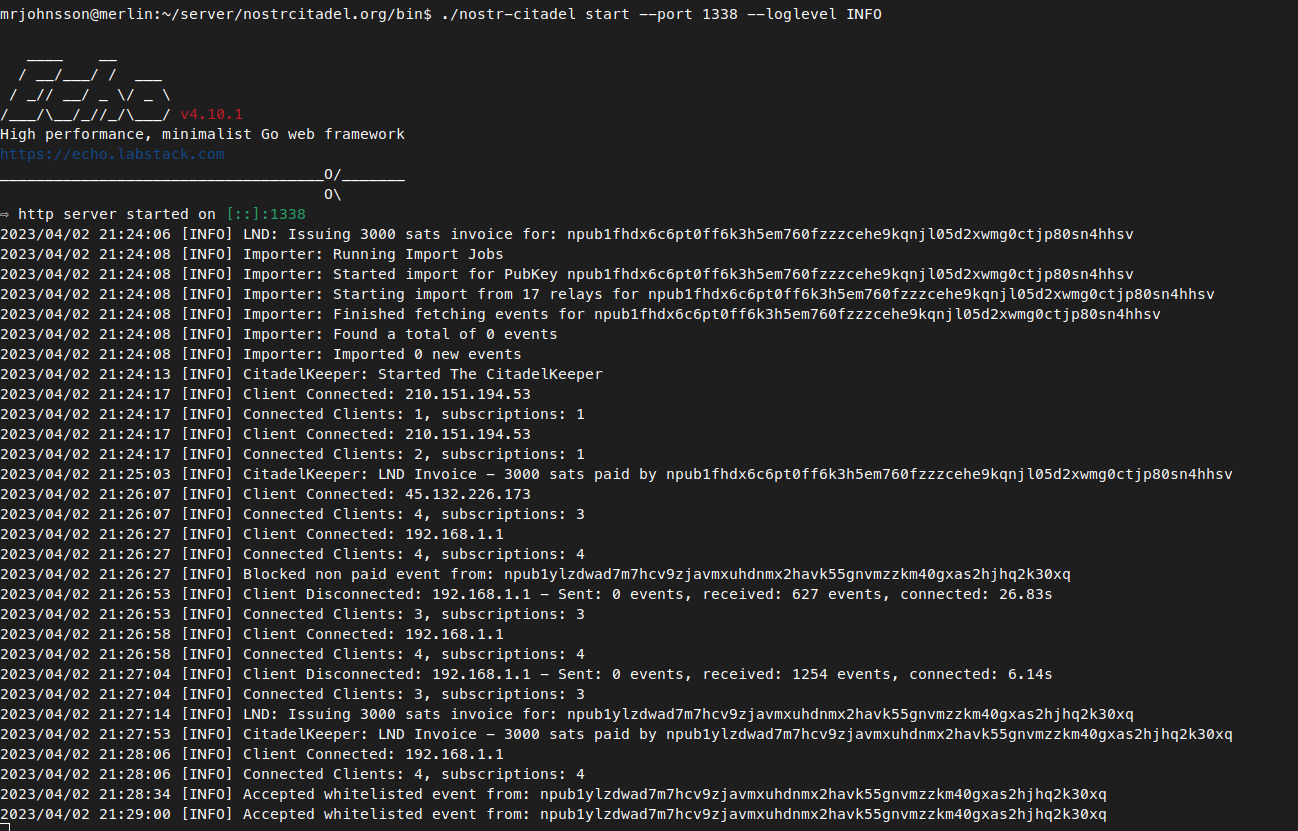 mrjohnsson@merlin:~/server/nostrcitadel.org/bin$ ./nostr-citadel start --port 1338 --loglevel INFO
   ____    __
  / __/___/ /  ___
 / _// __/ _ \/ _ \
/___/\__/_//_/\___/ v4.10.1
High performance, minimalist Go web framework
https://echo.labstack.com
____________________________________O/_______
                                    O\
⇨ http server started on [::]:1338
2023/04/02 21:24:06 [INFO] LND: Issuing 3000 sats invoice for: npub1fhdx6c6pt0ff6k3h5em760fzzzcehe9kqnjl05d2xwmg0ctjp80sn4hhsv
2023/04/02 21:24:08 [INFO] Importer: Running Import Jobs
2023/04/02 21:24:08 [INFO] Importer: Started import for PubKey npub1fhdx6c6pt0ff6k3h5em760fzzzcehe9kqnjl05d2xwmg0ctjp80sn4hhsv
2023/04/02 21:24:08 [INFO] Importer: Starting import from 17 relays for npub1fhdx6c6pt0ff6k3h5em760fzzzcehe9kqnjl05d2xwmg0ctjp80sn4hhsv
2023/04/02 21:24:08 [INFO] Importer: Finished fetching events for npub1fhdx6c6pt0ff6k3h5em760fzzzcehe9kqnjl05d2xwmg0ctjp80sn4hhsv
2023/04/02 21:24:08 [INFO] Importer: Found a total of 0 events
2023/04/02 21:24:08 [INFO] Importer: Imported 0 new events
2023/04/02 21:24:13 [INFO] CitadelKeeper: Started The CitadelKeeper
2023/04/02 21:24:17 [INFO] Client Connected: 210.151.194.53
2023/04/02 21:24:17 [INFO] Connected Clients: 1, subscriptions: 1
2023/04/02 21:24:17 [INFO] Client Connected: 210.151.194.53
2023/04/02 21:24:17 [INFO] Connected Clients: 2, subscriptions: 1
2023/04/02 21:25:03 [INFO] CitadelKeeper: LND Invoice - 3000 sats paid by npub1fhdx6c6pt0ff6k3h5em760fzzzcehe9kqnjl05d2xwmg0ctjp80sn4hhsv
2023/04/02 21:26:07 [INFO] Client Connected: 45.132.226.173
2023/04/02 21:26:07 [INFO] Connected Clients: 4, subscriptions: 3
2023/04/02 21:26:27 [INFO] Client Connected: 192.168.1.1
2023/04/02 21:26:27 [INFO] Connected Clients: 4, subscriptions: 4
2023/04/02 21:26:27 [INFO] Blocked non paid event from: npub1ylzdwad7m7hcv9zjavmxuhdnmx2havk55gnvmzzkm40gxas2hjhq2k30xq
2023/04/02 21:26:53 [INFO] Client Disconnected: 192.168.1.1 - Sent: 0 events, received: 627 events, connected: 26.83s
2023/04/02 21:26:53 [INFO] Connected Clients: 3, subscriptions: 3
2023/04/02 21:26:58 [INFO] Client Connected: 192.168.1.1
2023/04/02 21:26:58 [INFO] Connected Clients: 4, subscriptions: 4
2023/04/02 21:27:04 [INFO] Client Disconnected: 192.168.1.1 - Sent: 0 events, received: 1254 events, connected: 6.14s
2023/04/02 21:27:04 [INFO] Connected Clients: 3, subscriptions: 3
2023/04/02 21:27:14 [INFO] LND: Issuing 3000 sats invoice for: npub1ylzdwad7m7hcv9zjavmxuhdnmx2havk55gnvmzzkm40gxas2hjhq2k30xq
2023/04/02 21:27:53 [INFO] CitadelKeeper: LND Invoice - 3000 sats paid by npub1ylzdwad7m7hcv9zjavmxuhdnmx2havk55gnvmzzkm40gxas2hjhq2k30xq
2023/04/02 21:28:06 [INFO] Client Connected: 192.168.1.1
2023/04/02 21:28:06 [INFO] Connected Clients: 4, subscriptions: 4
2023/04/02 21:28:34 [INFO] Accepted whitelisted event from: npub1ylzdwad7m7hcv9zjavmxuhdnmx2havk55gnvmzzkm40gxas2hjhq2k30xq
2023/04/02 21:29:00 [INFO] Accepted whitelisted event from: npub1ylzdwad7m7hcv9zjavmxuhdnmx2havk55gnvmzzkm40gxas2hjhq2k30xq